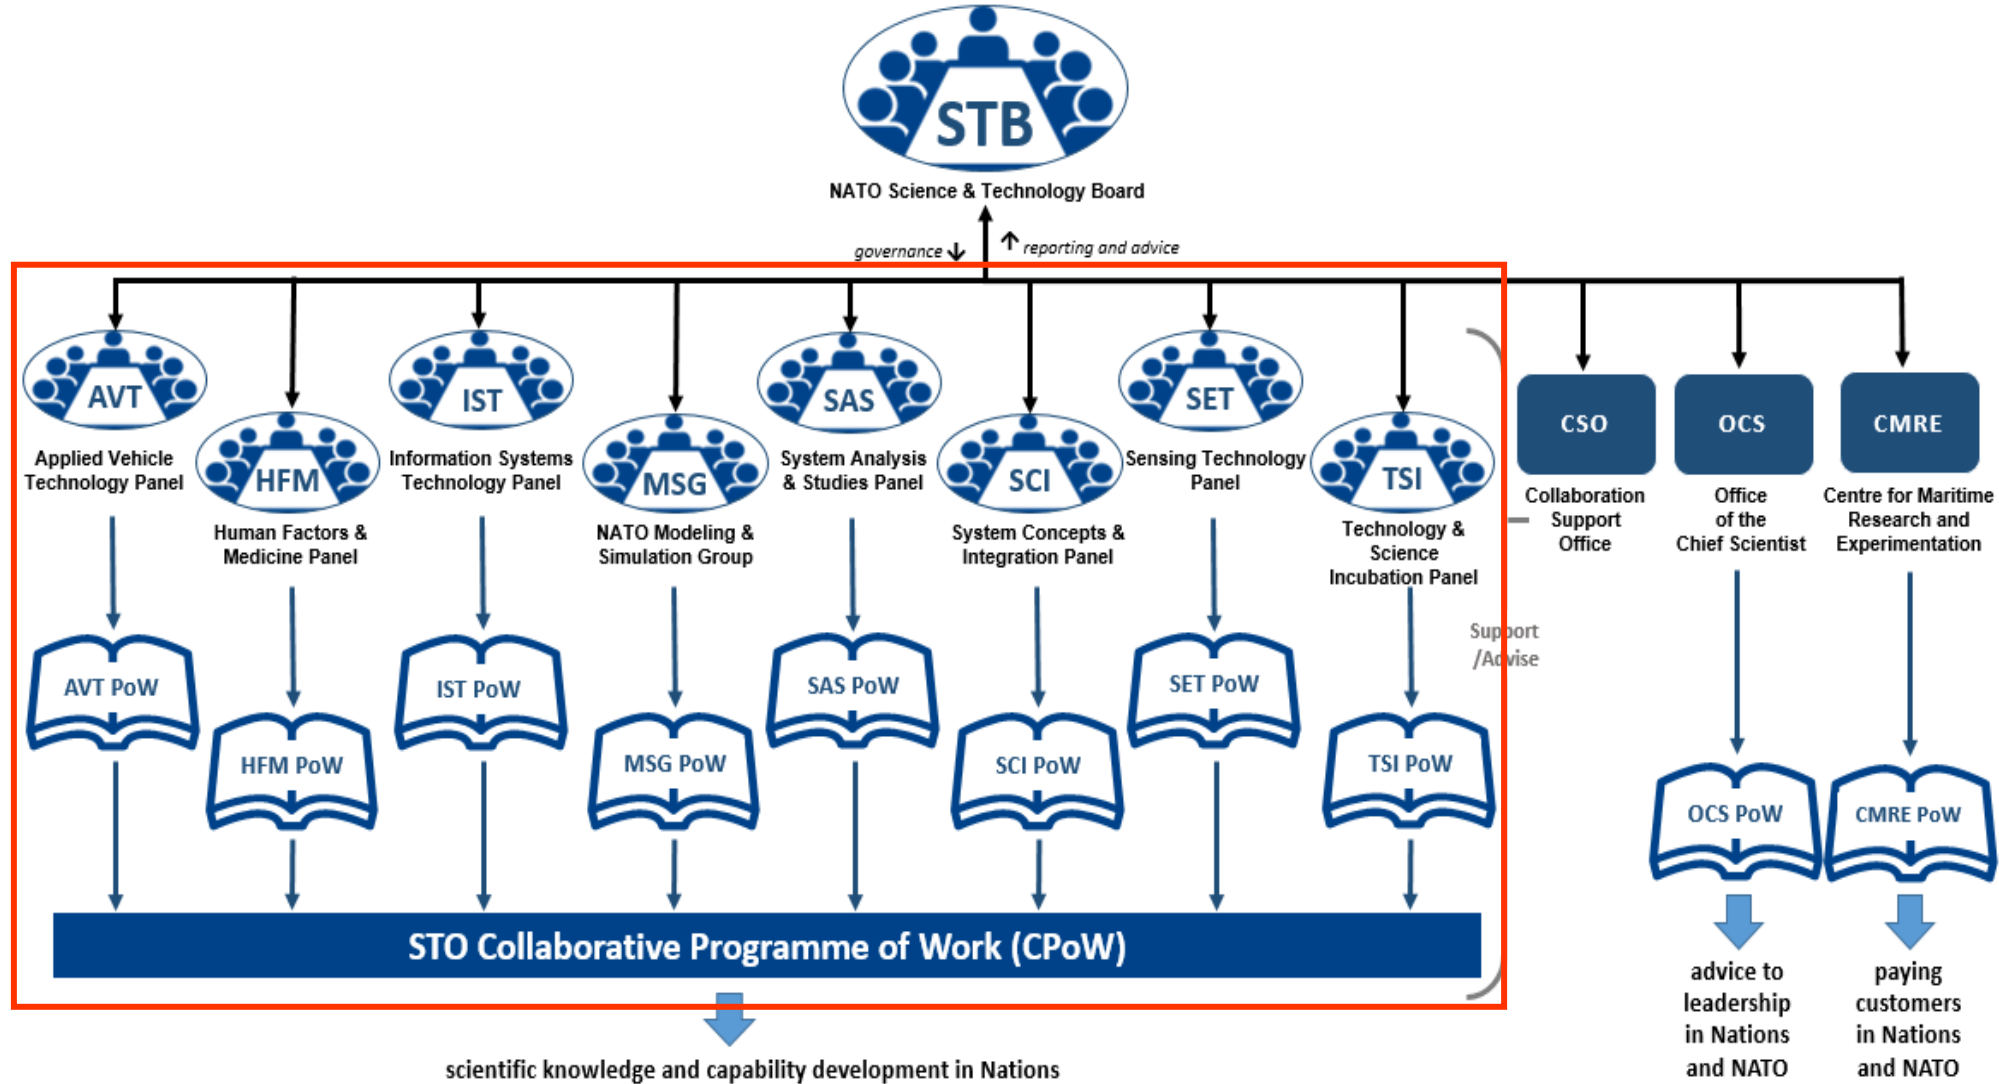 STB
NATO Science & Technology Board
governance
reporting and advice
AVT
Applied Vehicle
Technology Panel
HFM
Human Factors &
Medicine Panel
IST
Information Systems
Technology Panel
MSG
NATO Modeling &
Simulation Group
SAS
System Analysis
& Studies Panel
SCI
System Concepts &
Integration Panel
SET
Sensing Technology
Panel
TSI
Technology &
Science
Incubation Panel
CSO
Collaboration
Support
Office
OCS
Office
of the
Chief Scientist
CMRE
Centre for Maritime
Research and
Experimentation
Support
/Advise
AVT PoW
HFM PoW
IST PoW
MSG PoW
SAS PoW
SCI PoW
SET PoW
TSI PoW
OCS PoW
CMRE PoW
STO Collaborative Programme of Work (CPoW)
scientific knowledge and capability development in Nations
advice to
leadership
in Nations
and NATO
paying
customers
in Nations
and NATO